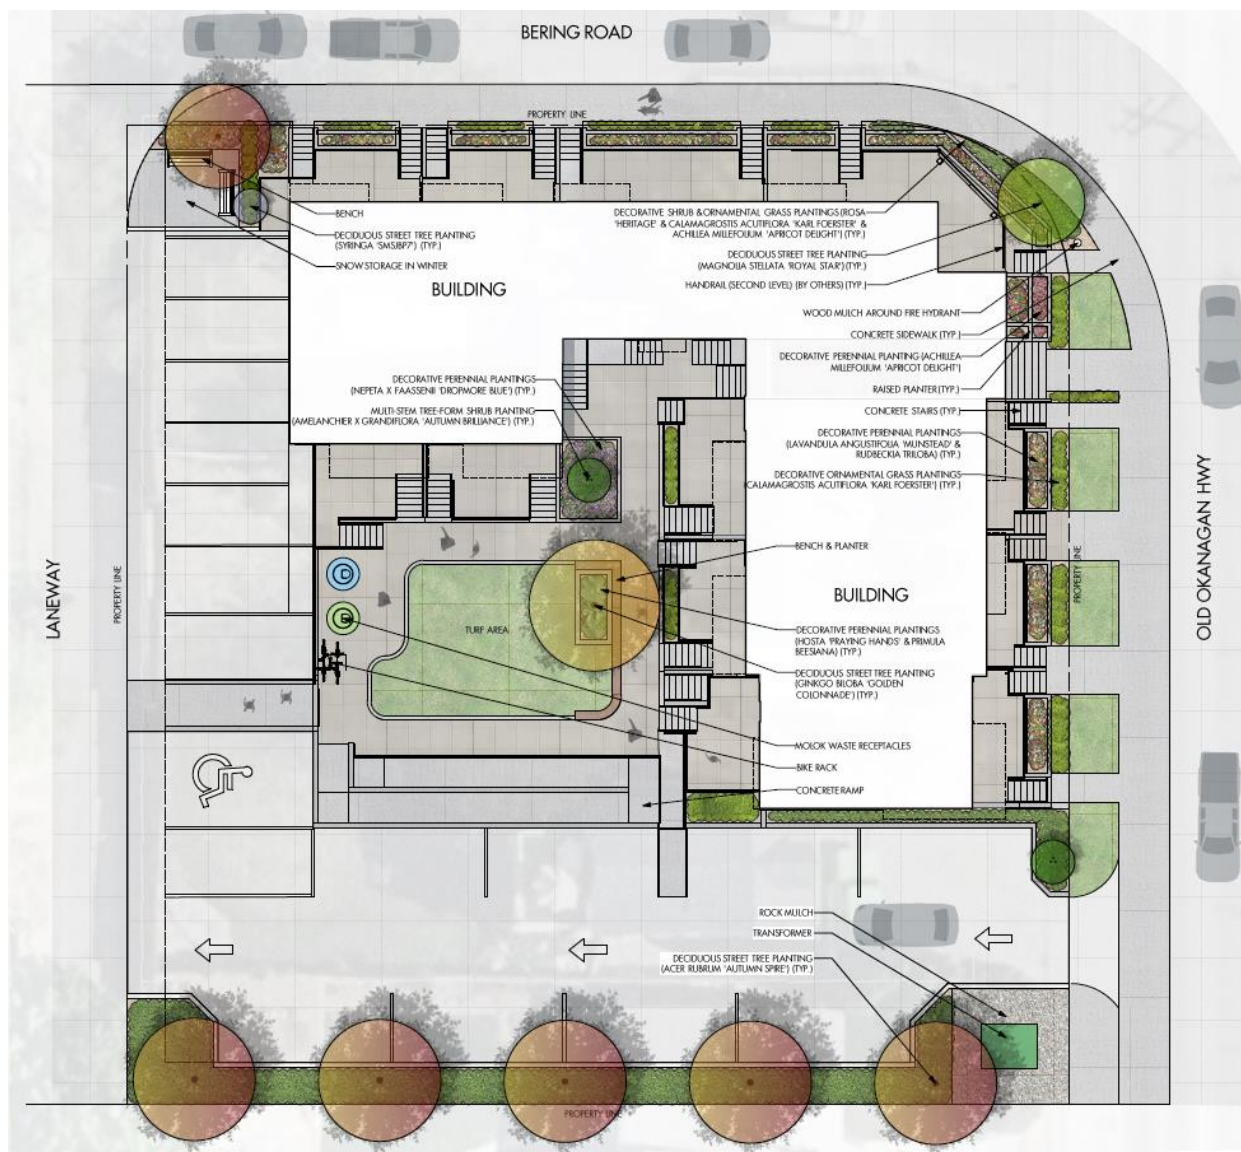 BERING ROAD
PROPERTY LINE
BENCH
DECIDUOUS STREET TREE PLANTING
(SYRINGA 'SMSJBP7') (TYP.)
SNOW STORAGE IN WINTER
BUILDING
DECORATIVE SHRUB & ORNAMENTAL GRASS PLANTINGS (ROSA
'HERITAGE' & CALAMAGROSTIS ACUTIFLORA 'KARL FOERSTER' &
ACHILLEA MILLEFOLIUM 'APRICOT DELIGHT') (TYP.)
DECIDUOUS STREET TREE PLANTING
(MAGNOLIA STELLATA 'ROYAL STAR') (TYP.)
HANDRAIL (SECOND LEVEL) (BY OTHERS) (TYP.)
WOOD MULCH AROUND FIRE HYDRANT
CONCRETE SIDEWALK (TYP.)
DECORATIVE PERENNIAL PLANTING (ACHILLEA
MILLEFOLIUM 'APRICOT DELIGHT')
RAISED PLANTER (TYP.)
CONCRETE STAIRS (TYP.)
DECORATIVE PERENNIAL PLANTINGS
(LAVANDULA ANGUSTIFOLIA 'MUNSTEAD' &
RUDBECKIA TRILOBA) (TYP.)
DECORATIVE ORNAMENTAL GRASS PLANTINGS
(CALAMAGROSTIS ACUTIFLORA 'KARL FOERSTER') (TYP.)
DECORATIVE PERENNIAL PLANTINGS
(NEPETA X FAASSENII 'DROPMORE BLUE') (TYP.)
MULTI-STEM TREE-FORM SHRUB PLANTING
(AMELANCHIER X GRANDIFLORA 'AUTUMN BRILLIANCE') (TYP.)
LANEWAY
PROPERTY LINE
TURF AREA
BENCH & PLANTER
BUILDING
DECORATIVE PERENNIAL PLANTINGS
(HOSTA 'PRAYING HANDS' & PRIMULA
BEESIANA) (TYP.)
DECIDUOUS STREET TREE PLANTING
(GINKGO BILOBA 'GOLDEN
COLONNADE') (TYP.)
MOLOK WASTE RECEPTACLES
BIKE RACK
CONCRETE RAMP
PROPERTY LINE
OLD OKANAGAN HWY
ROCK MULCH
TRANSFORMER
DECIDUOUS STREET TREE PLANTING
(ACER RUBRUM 'AUTUMN SPIRE') (TYP.)
PROPERTY LINE